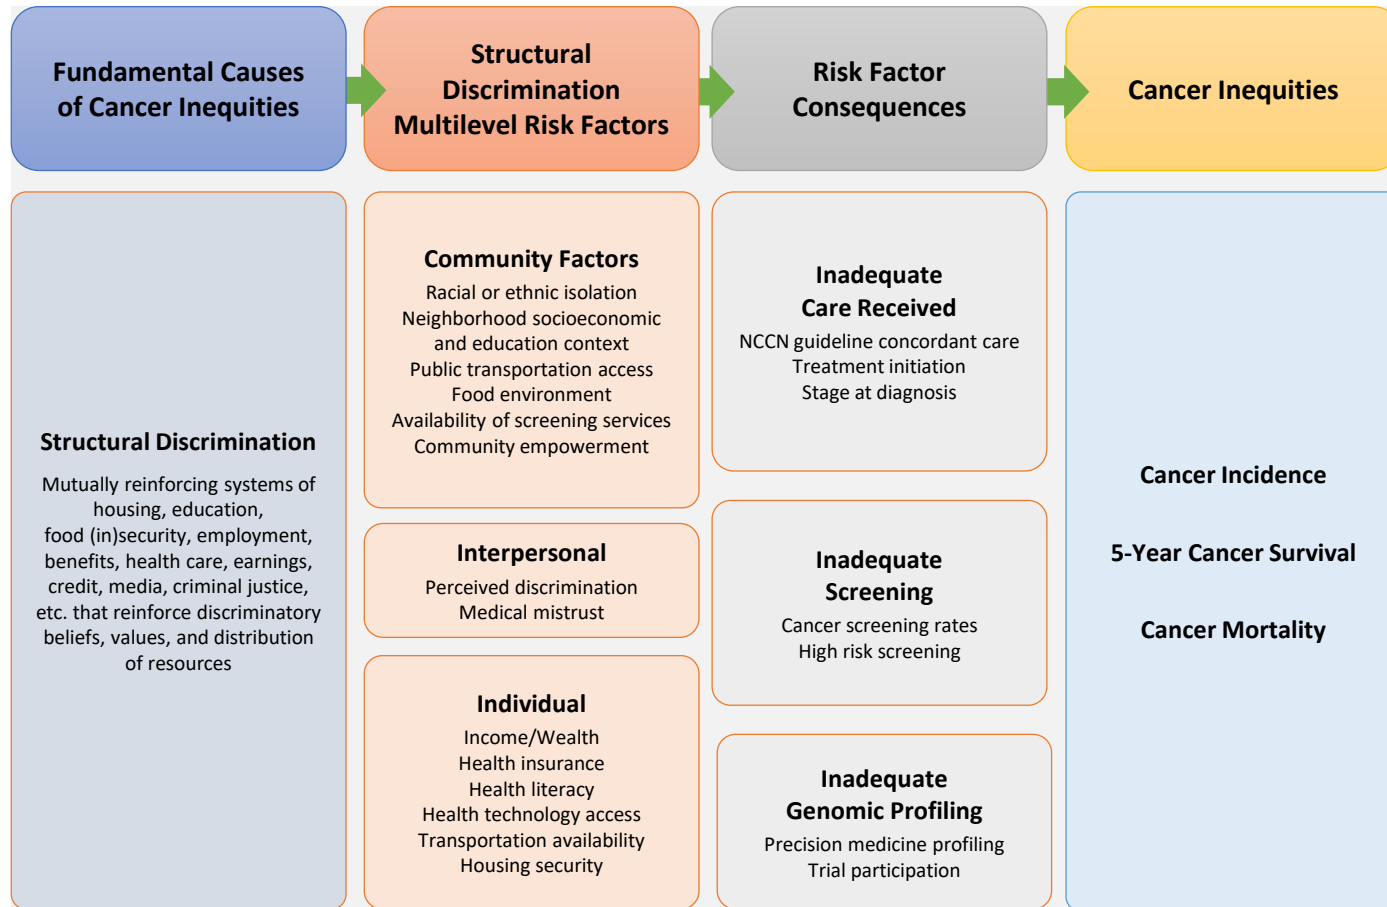 Fundamental Causes
of Cancer Inequities
Structural
Discrimination
Multilevel Risk Factors
Risk Factor
Consequences
Cancer Inequities
Structural Discrimination
Mutually reinforcing systems of
housing, education,
food (in)security, employment,
benefits, health care, earnings,
credit, media, criminal justice,
etc. that reinforce discriminatory
beliefs, values, and distribution
of resources
Community Factors
Racial or ethnic isolation
Neighborhood socioeconomic
and education context
Public transportation access
Food environment
Availability of screening services
Community empowerment
Interpersonal
Perceived discrimination
Medical mistrust
Individual
Income/Wealth
Health insurance
Health literacy
Health technology access
Transportation availability
Housing security
Inadequate
Care Received
NCCN guideline concordant care
Treatment initiation
Stage at diagnosis
Inadequate
Screening
Cancer screening rates
High risk screening
Inadequate
Genomic Profiling
Precision medicine profiling
Trial participation
Cancer Incidence
5-Year Cancer Survival
Cancer Mortality